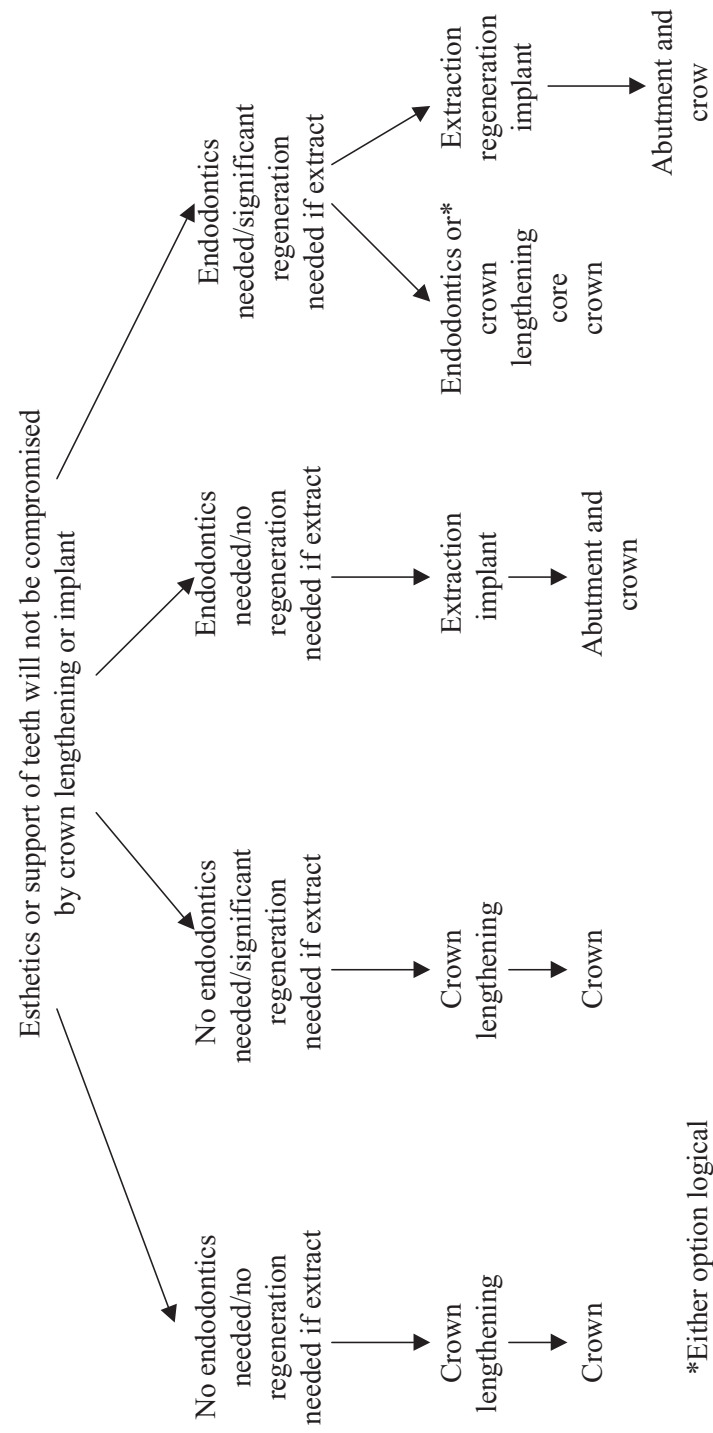 Esthetics or support of teeth will not be compromised
by crown lengthening or implant
No endodontics
needed/no
regeneration
needed if extract
Crown
lengthening
Crown
No endodontics
needed/significant
regeneration
needed if extract
Crown
lengthening
Crown
Endodontics
needed/no
regeneration
needed if extract
Extraction
implant
Abutment and
crown
Endodontics
needed/significant
regeneration
needed if extract
Endodontics or*
crown
lengthening
core
crown
Extraction
regeneration
implant
Abutment and
crow
*Either option logical